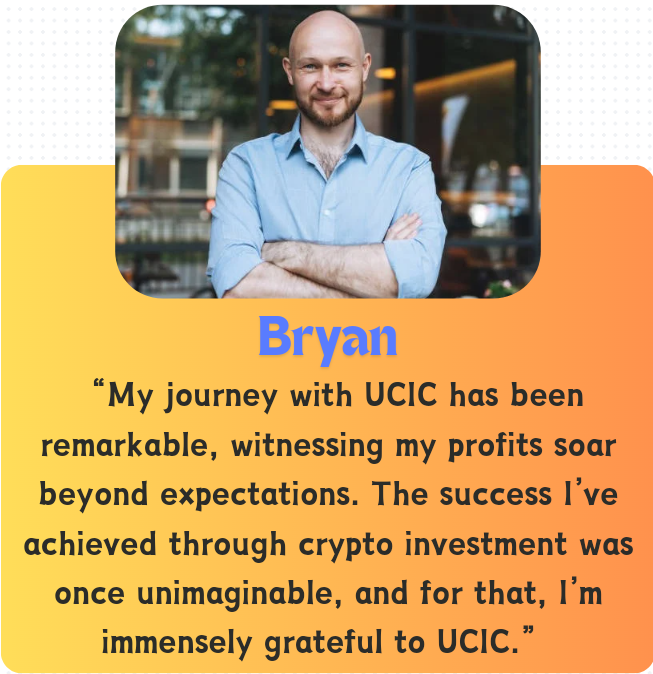 Bryan
“My journey with UCIC has been
remarkable, witnessing my profits soar
beyond expectations. The success I’ve
achieved through crypto investment was
once unimaginable, and for that, I’m
immensely grateful to UCIC.”